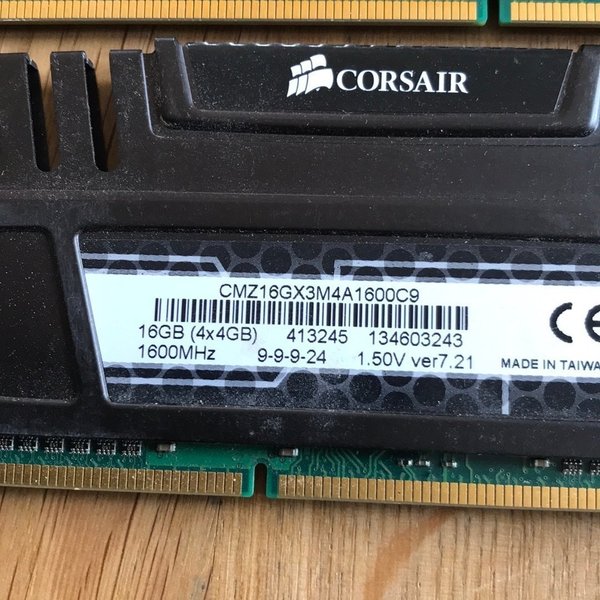 CORSAIR
CMZ16GX3M4A1600C9
16GB (4x4GB) 413245 134603243
1600MHz 9-9-9-24 1.50V ver7.21
CE
MADE IN TAIWAN